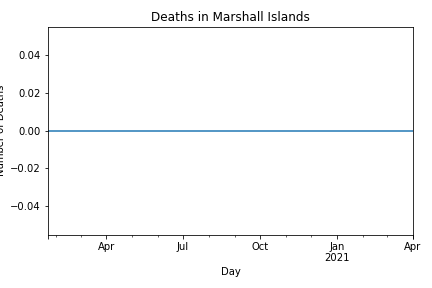 Deaths in Marshall Islands
0.04
0.02
0.00
−0.02
−0.04
Number of Deaths
Apr
Jul
Oct
Jan
2021
Apr
Day